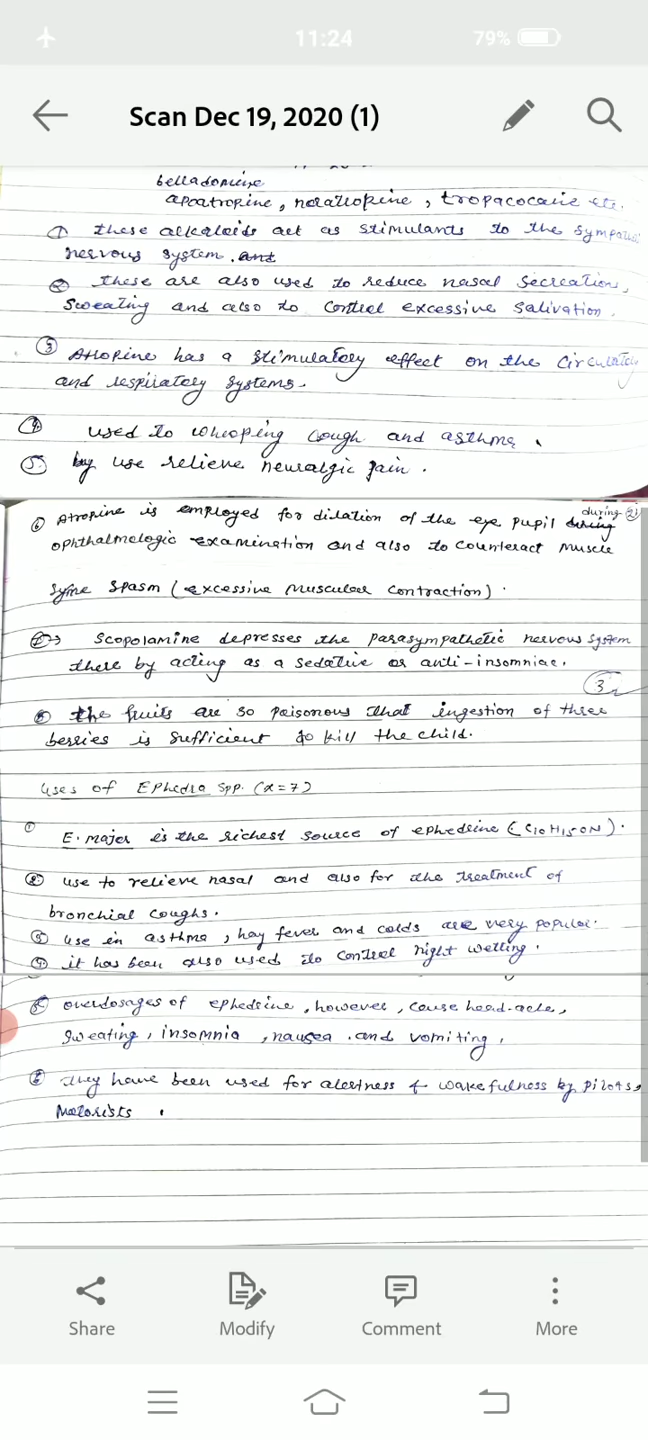 11:24
79%
Scan Dec 19, 2020 (1)
belladonine
apoatropine, noratropine, tropacocaine etc.
① these alkaloids act as stimulants to the sympathe
nervous system. and
② these are also used to reduce nasal secreation,
sweating and also to control excessive salivation.
③ Atropine has a stimulatory effect on the circulatory
and respiratory systems.
④ used to whooping cough and asthma.
⑤ by use relieve neuralgic pain.
during
⑥ Atropine is employed for dilation of the eye pupil during
ophthalmologic examination and also to counteract muscle
spasm (excessive muscular contraction).
⑦→ scopolamine depresses the parasympathetic nervous system
there by acting as a sedative or anti-insomniac.
3
⑧ the fruits are so poisonous that ingestion of three
berries is sufficient to kill the child.
Uses of Ephedra spp. (x=7)
① E. major is the richest source of ephedrine (C10H15ON).
② use to relieve nasal and also for the treatment of
bronchial coughs.
③ use in asthma, hay fever and colds are very popular.
④ it has been also used to control night wetting.
⑤ overdosages of ephedrine, however, cause head-ache,
sweating, insomnia, nausea .and vomiting,
⑥ they have been used for alertness & wakefulness by pilots,
Motorists.
Share
Modify
Comment
More